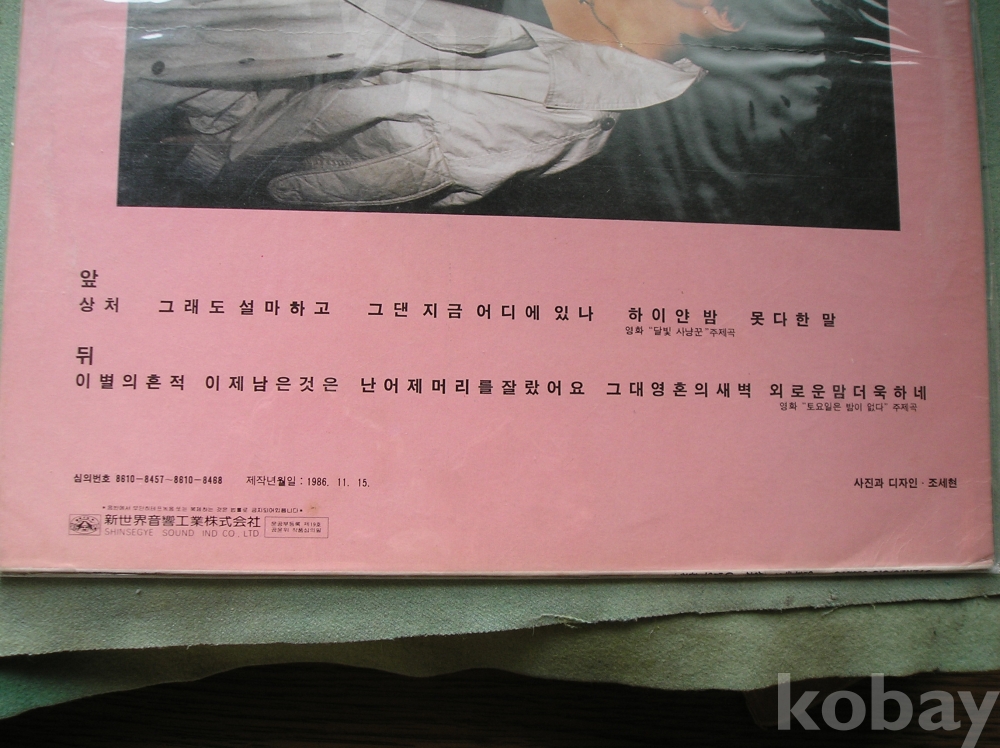 앞
상처 그래도설마하고 그댄지금어디에있나 하이얀밤 못다한말
영화 "달빛 사냥꾼"주제곡
뒤
이별의흔적 이제남은것은 난어제머리를잘랐어요 그대영혼의새벽 외로운맘더욱하네
영화 "토요일은 밤이 없다" 주제곡
심의번호 8610-8457~8610-8468 제작년월일 : 1986. 11. 15.
사진과 디자인 · 조세현
新世界音響工業株式会社
SHINSEGYE SOUND IND CO. LTD
kobay